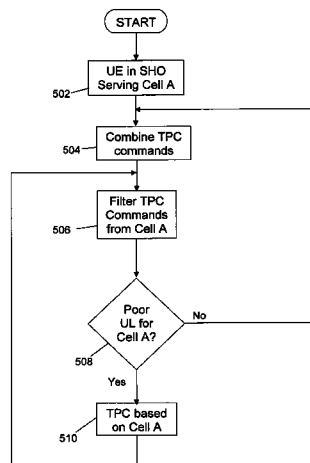 START
UE in SHO
Serving Cell A
502
Combine TPC
commands
504
Filter TPC
Commands
from Cell A
506
Poor
UL for
Cell A?
No
508
Yes
TPC based
on Cell A
510